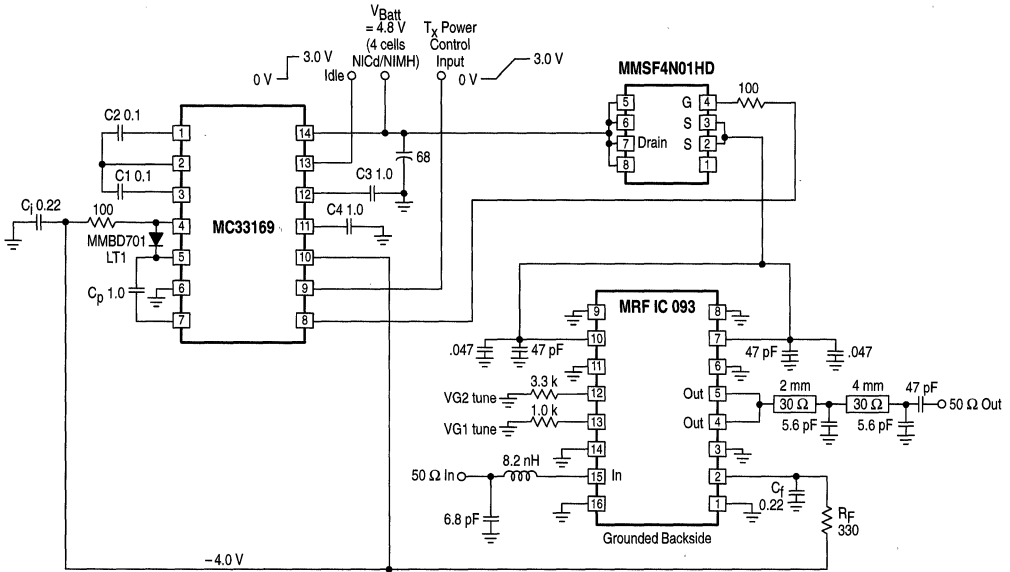 V Batt
= 4.8 V
(4 cells
NICd/NIMH)
Tx Power
Control
Input
3.0 V
0 V
Idle
0 V
3.0 V
MMSF4N01HD
C2 0.1
C1 0.1
1
2
3
4
5
6
7
MC33169
14
13
12
11
10
9
8
68
C3 1.0
C4 1.0
Ci 0.22
100
MMBD701
LT1
Cp 1.0
5
6
7
8
Drain
G
S
S
4
3
2
1
100
MRF IC 093
9
10
11
12
13
14
15
16
In
8
7
6
5
4
3
2
1
Out
Out
.047
47 pF
47 pF
.047
3.3 k
VG2 tune
1.0 k
VG1 tune
8.2 nH
50 Ω In
6.8 pF
2 mm
30 Ω
4 mm
30 Ω
47 pF
50 Ω Out
5.6 pF
5.6 pF
Cf
0.22
RF
330
Grounded Backside
–4.0 V